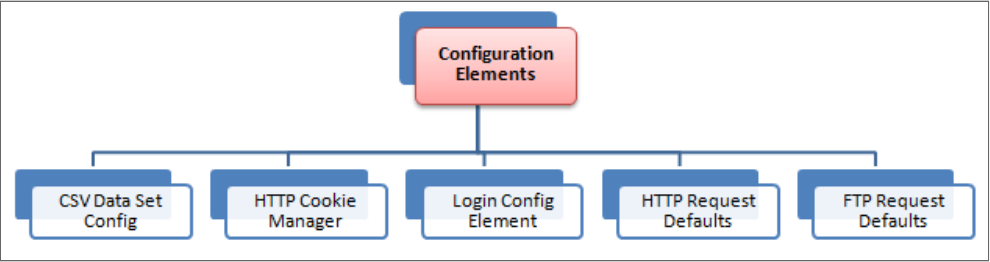 Configuration
Elements
CSV Data Set
Config
HTTP Cookie
Manager
Login Config
Element
HTTP Request
Defaults
FTP Request
Defaults